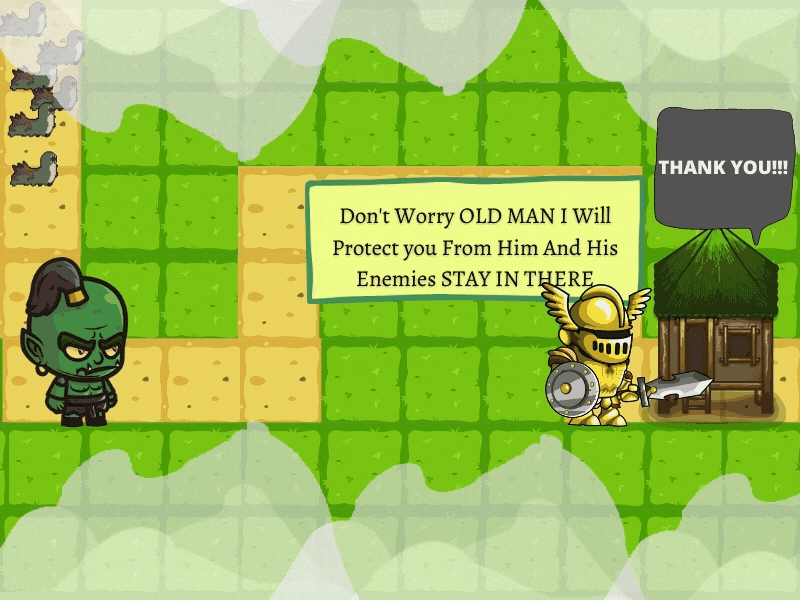 Don't Worry OLD MAN I Will
Protect you From Him And His
Enemies STAY IN THERE
THANK YOU!!!